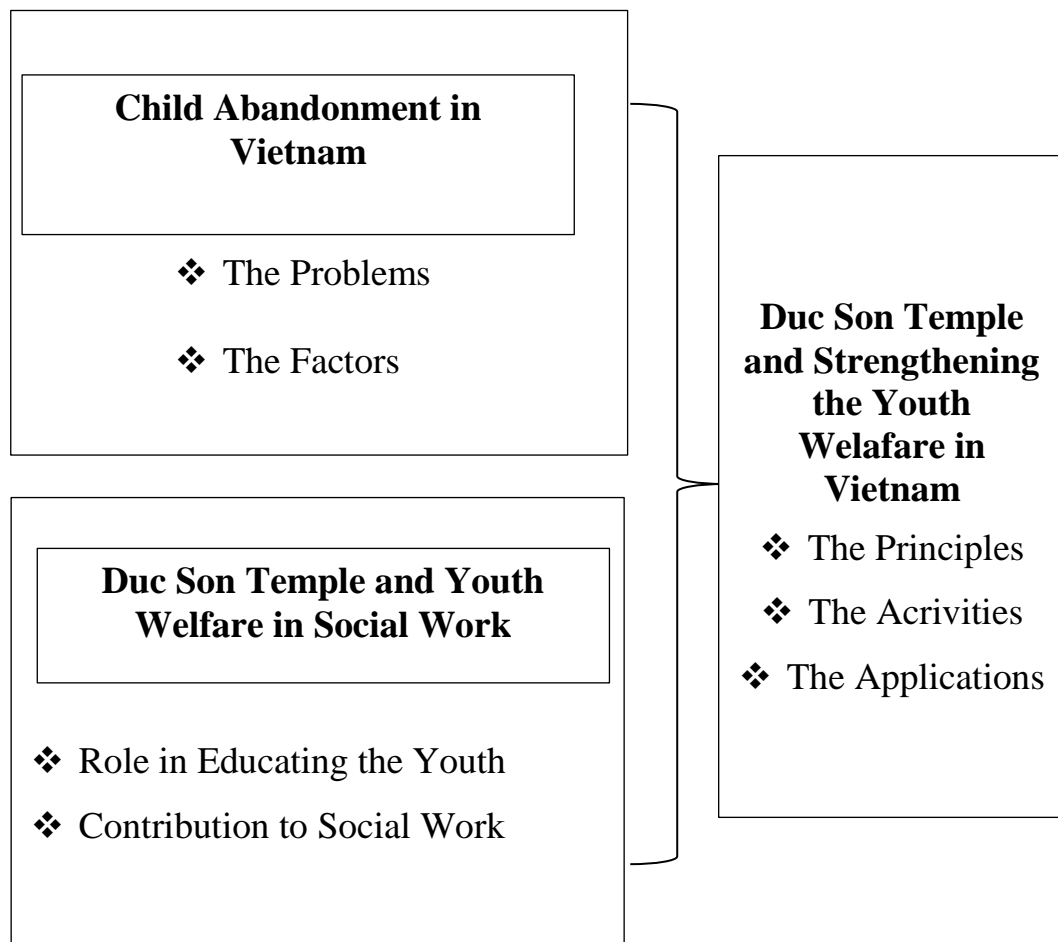 Child Abandonment in
Vietnam
❖ The Problems
❖ The Factors
Duc Son Temple and Youth
Welfare in Social Work
❖ Role in Educating the Youth
❖ Contribution to Social Work
Duc Son Temple
and Strengthening
the Youth
Welafare in
Vietnam
❖ The Principles
❖ The Acrivities
❖ The Applications